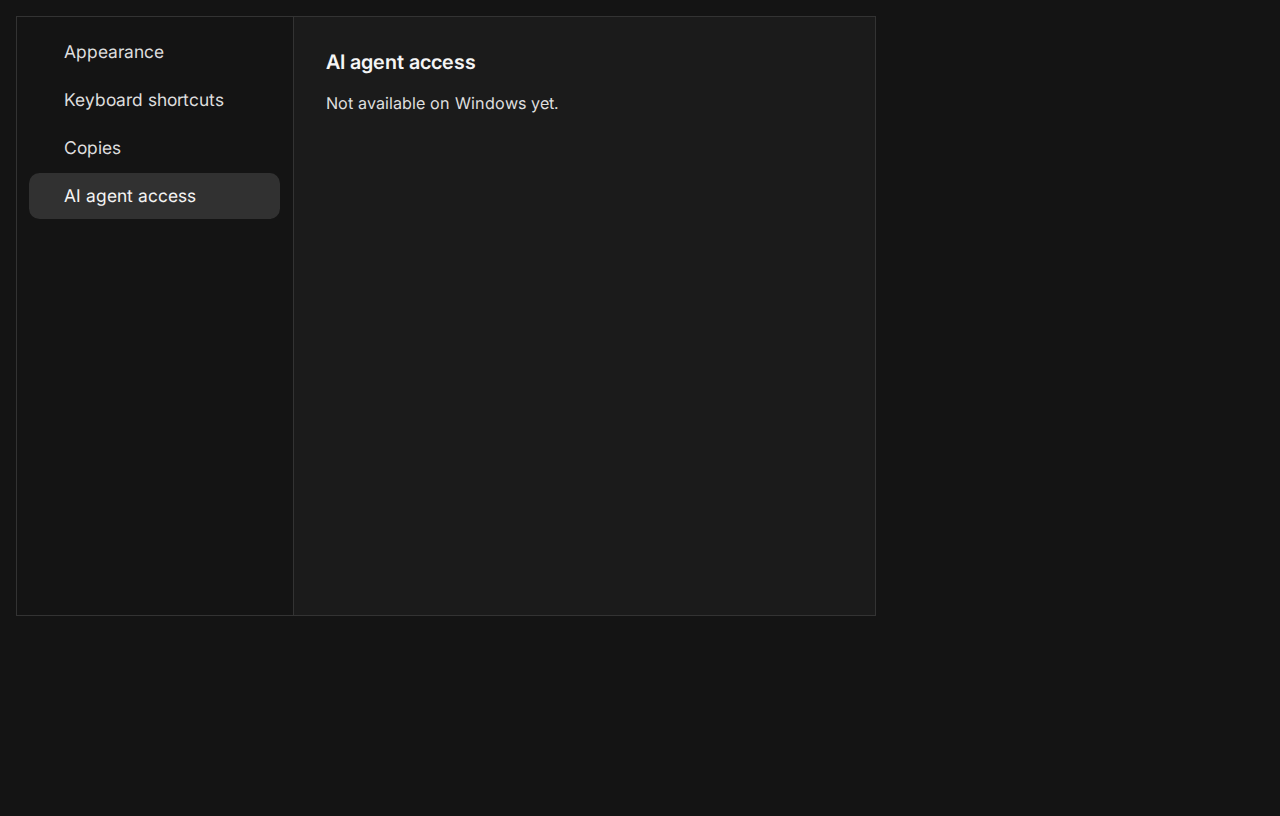 Appearance
Keyboard shortcuts
Copies
AI agent access
AI agent access
Not available on Windows yet.